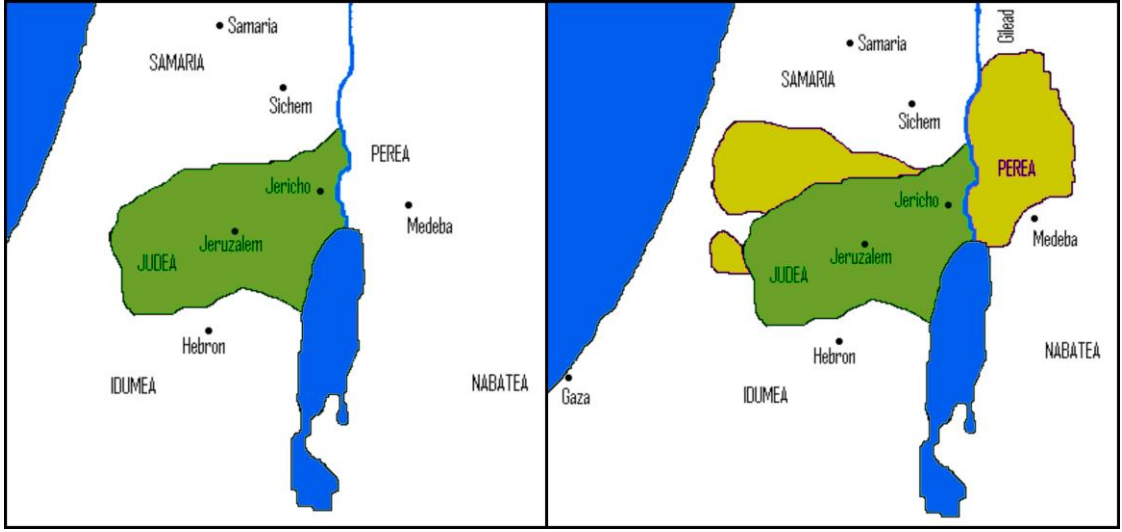 Samaria
SAMARIA
Sichem
PEREA
Jericho
Medeba
Jeruzalem
JUDEA
Hebron
IDUMEA
NABATEA
Gilead
Samaria
SAMARIA
Sichem
PEREA
Jericho
Medeba
Jeruzalem
JUDEA
Hebron
NABATEA
Gaza
IDUMEA